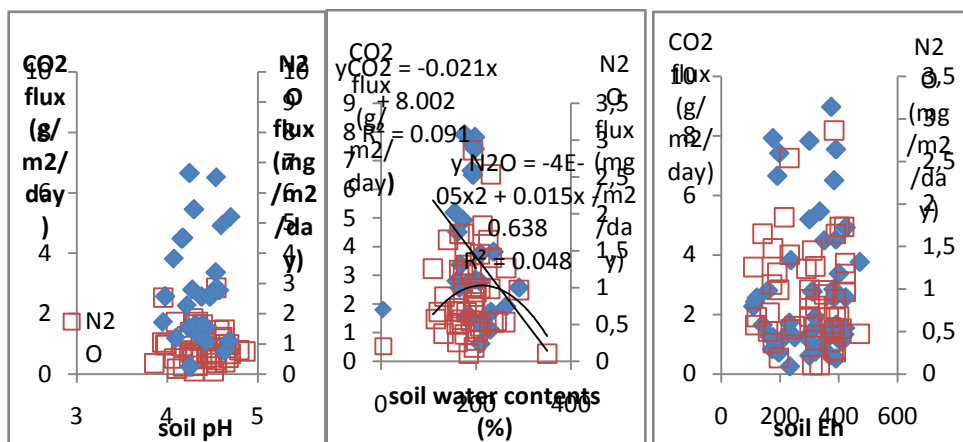 CO2
flux
(g/
m2/
day
)
10
9
8
7
6
5
4
3
2
1
0
N2
O
flux
(mg
/m2
/da
y)
10
8
6
4
2
0
N2
O
3 4 5
soil pH
CO2
flux
(g/
m2/
day)
yCO2 = -0.021x
+ 8.002
R² = 0.091
y N2O = -4E-
05x2 + 0.015x -
0.638
R² = 0.048
N2
O
flux
(mg
/m2
/da
y)
9
8
7
6
5
4
3
2
1
0
3,5
3
2,5
2
1,5
1
0,5
0
0 200 400
soil water contents
(%)
CO2
flux
(g/
m2/
day)
10
8
6
4
2
0
N2
O
(mg
/m2
/da
y)
3,5
3
2,5
2
1,5
1
0,5
0
0 200 400 600
soil Eh